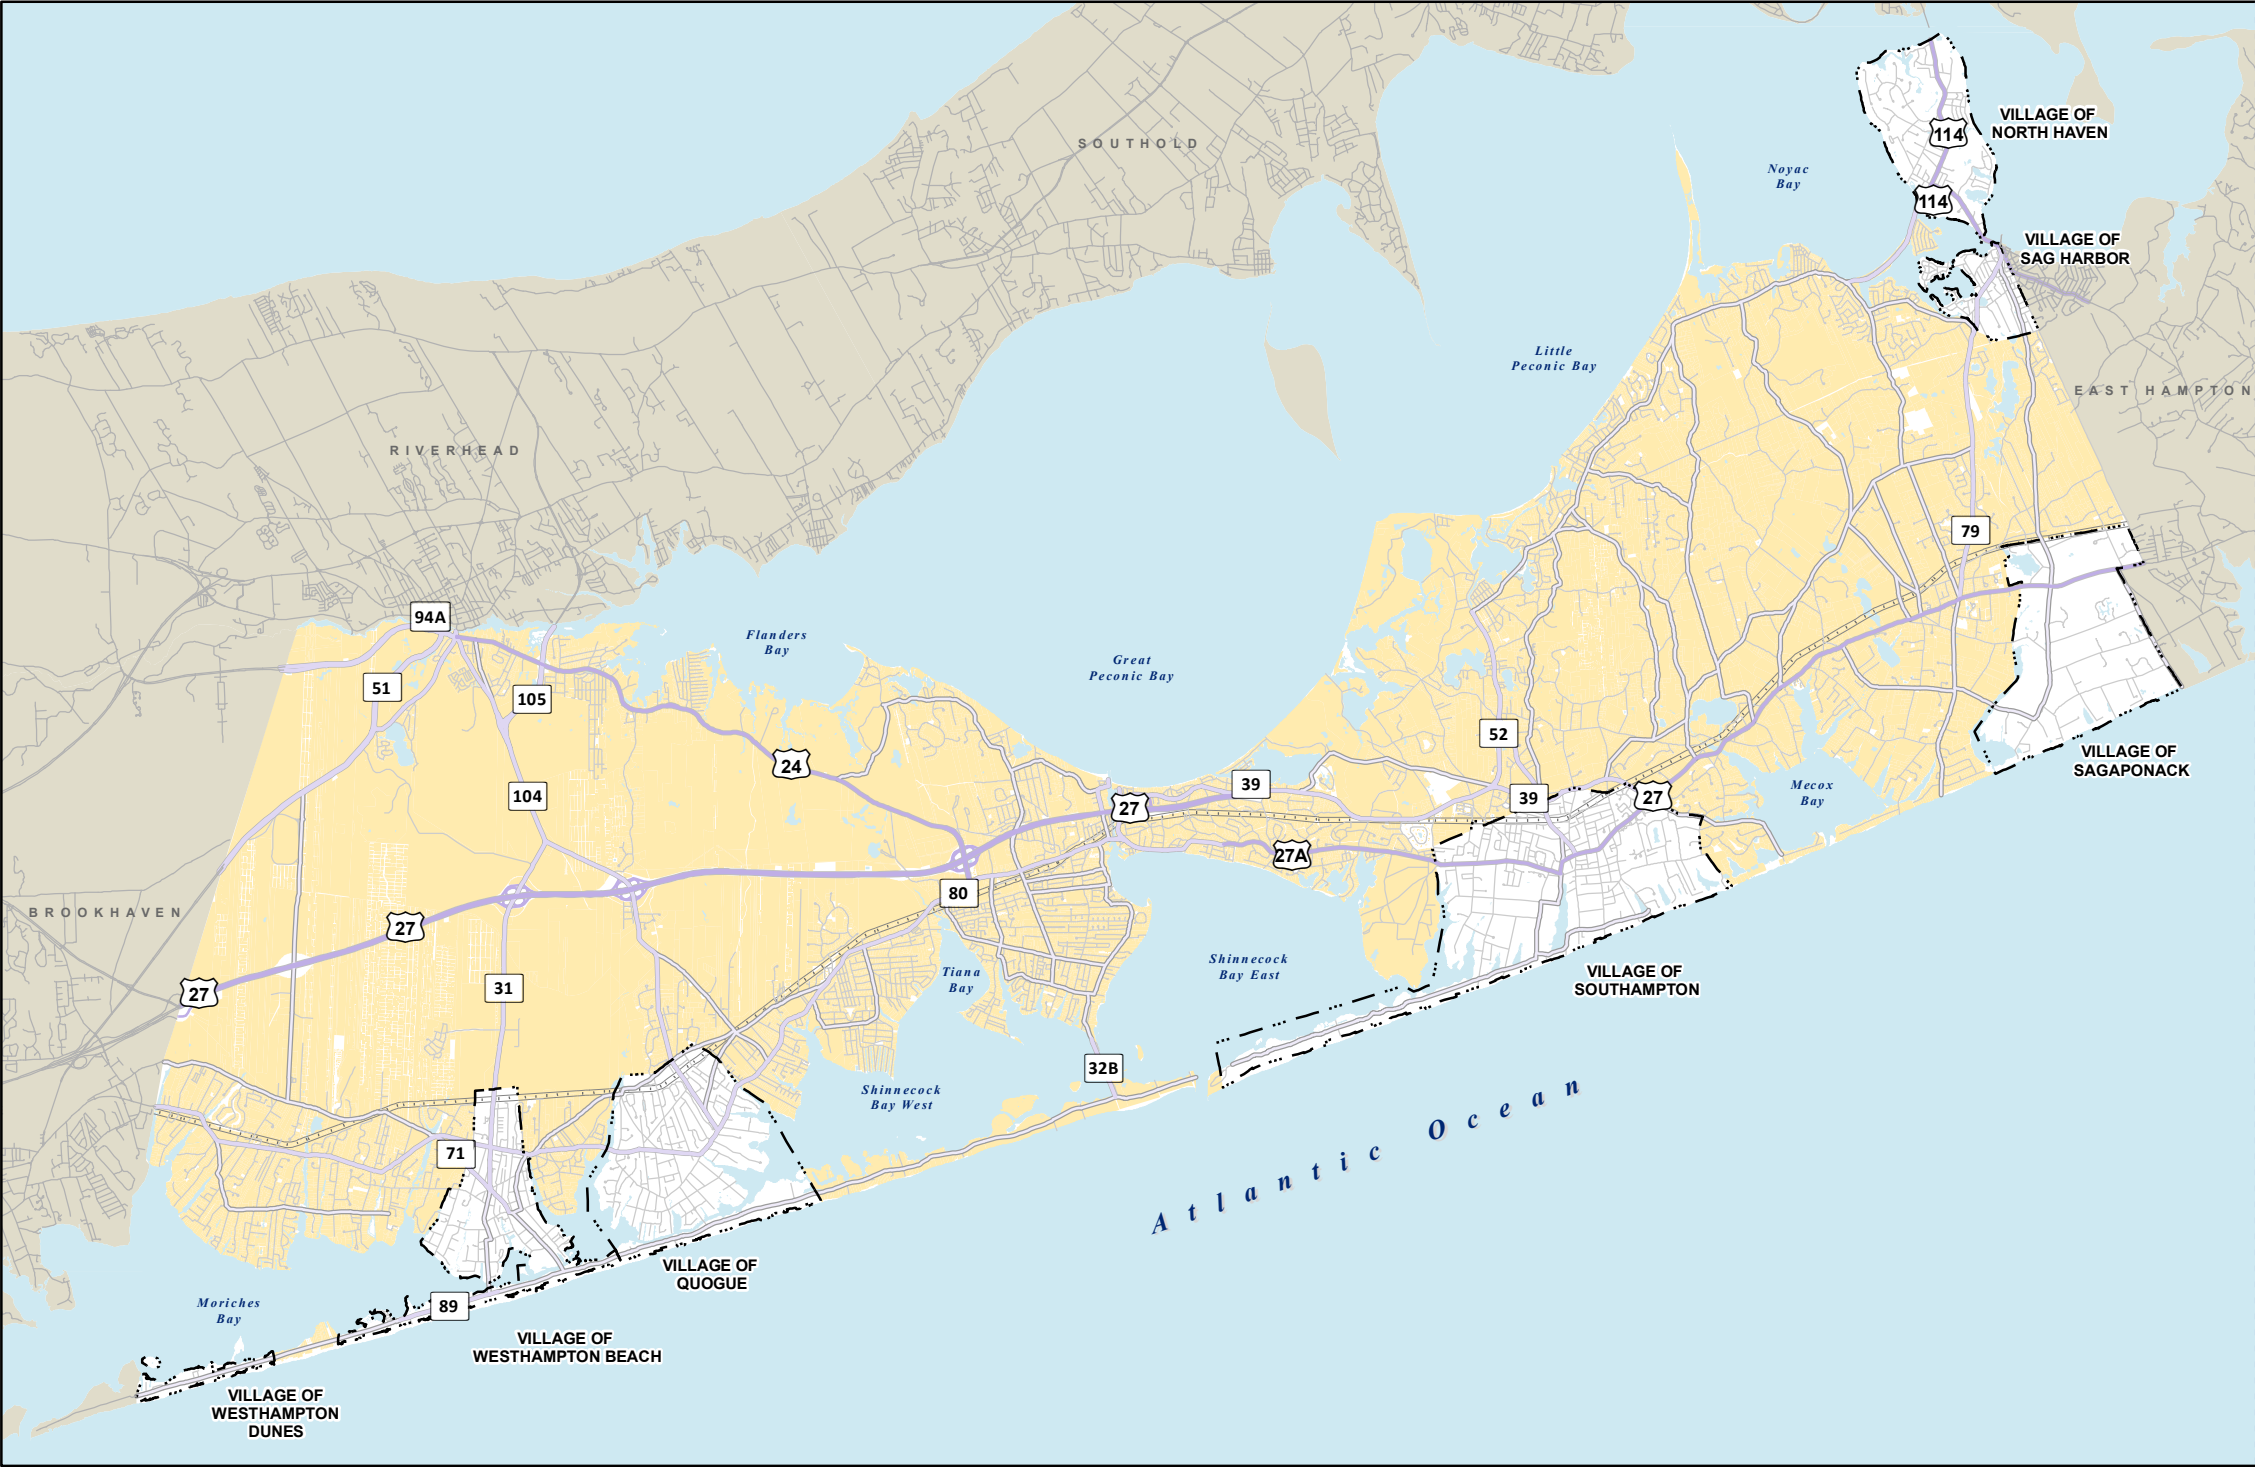 VILLAGE OF
NORTH HAVEN
114
SOUTHOLD
Noyac
Bay
114
VILLAGE OF
SAG HARBOR
Little
Peconic Bay
EAST HAMPTON
RIVERHEAD
79
94A
Flanders
Bay
Great
Peconic Bay
51
105
52
VILLAGE OF
SAGAPONACK
24
39
Mecox
Bay
104
27
39
27
27A
80
BROOKHAVEN
27
Shinnecock
Bay East
Tiana
Bay
VILLAGE OF
SOUTHAMPTON
27
31
32B
Shinnecock
Bay West
Atlantic Ocean
71
VILLAGE OF
QUOGUE
Moriches
Bay
89
VILLAGE OF
WESTHAMPTON BEACH
VILLAGE OF
WESTHAMPTON
DUNES